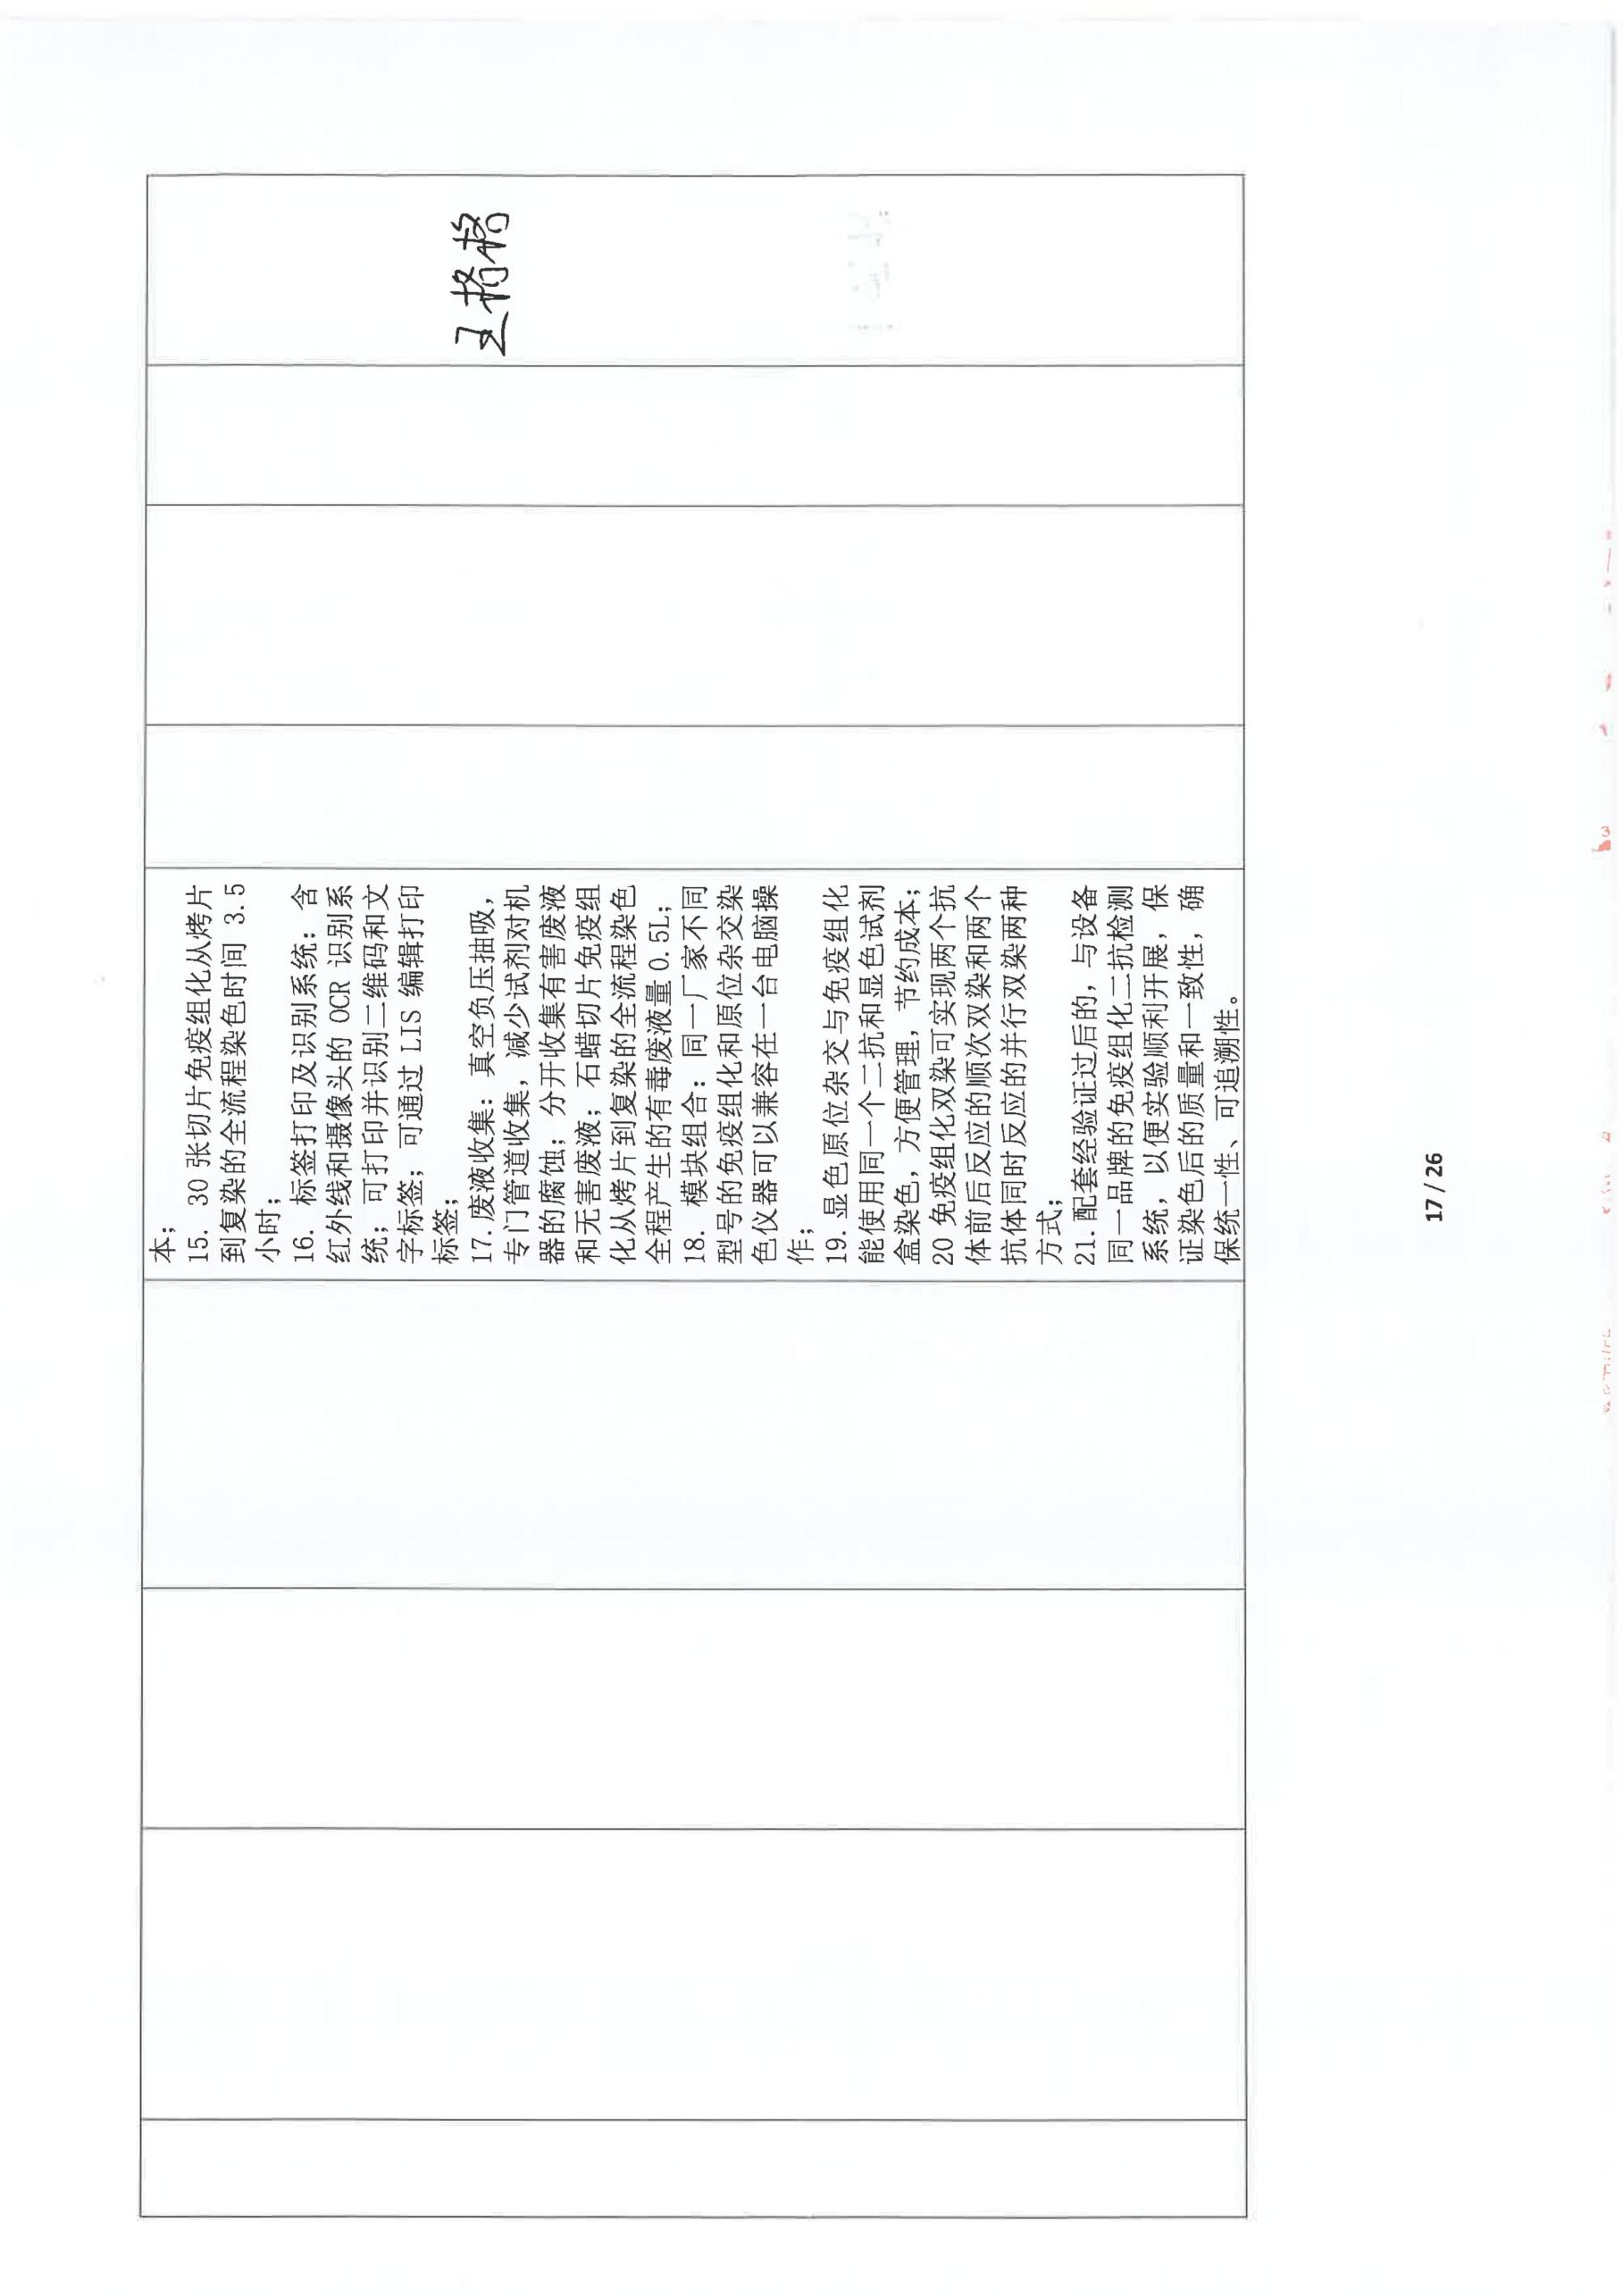 本；
15. 30 张切片免疫组化从烤片
到复染的全流程染色时间 3.5
小时；
16. 标签打印及识别系统：含
红外线和摄像头的 OCR 识别系
统；可打印并识别二维码和文
字标签；可通过 LIS 编辑打印
标签；
17. 废液收集：真空负压抽吸，
专门管道收集，减少试剂对机
器的腐蚀；分开收集有害废液
和无害废液；石蜡切片免疫组
化从烤片到复染的全流程染色
全程产生的有毒废液量 0.5L；
18. 模块组合：同一厂家不同
型号的免疫组化和原位杂交染
色仪器可以兼容在一台电脑操
作；
19. 显色原位杂交与免疫组化
能使用同一个二抗和显色试剂
盒染色，方便管理，节约成本；
20 免疫组化双染可实现两个抗
体前后反应的顺次双染和两个
抗体同时反应的并行双染两种
方式；
21. 配套经验证过后的，与设备
同一品牌的免疫组化二抗检测
系统，以便实验顺利开展，保
证染色后的质量和一致性，确
保统一性、可追溯性。
王格格
17 / 26